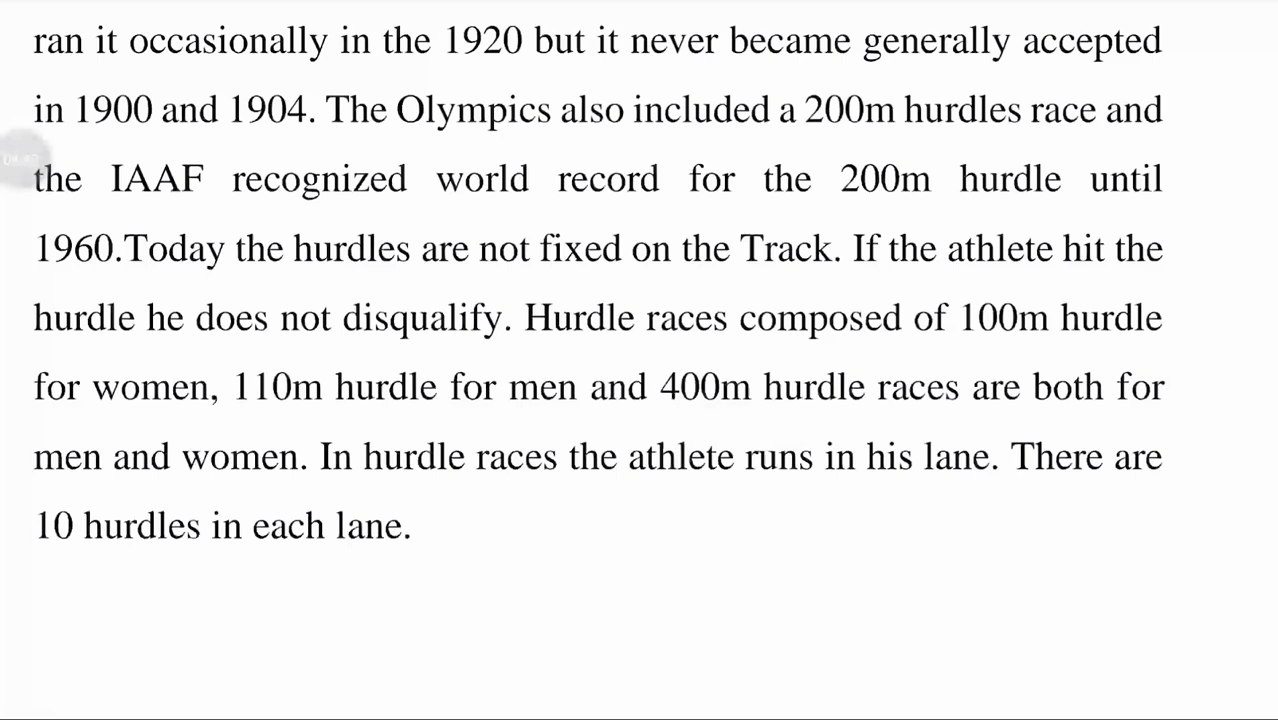 ran it occasionally in the 1920 but it never became generally accepted
in 1900 and 1904. The Olympics also included a 200m hurdles race and
the IAAF recognized world record for the 200m hurdle until
1960.Today the hurdles are not fixed on the Track. If the athlete hit the
hurdle he does not disqualify. Hurdle races composed of 100m hurdle
for women, 110m hurdle for men and 400m hurdle races are both for
men and women. In hurdle races the athlete runs in his lane. There are
10 hurdles in each lane.